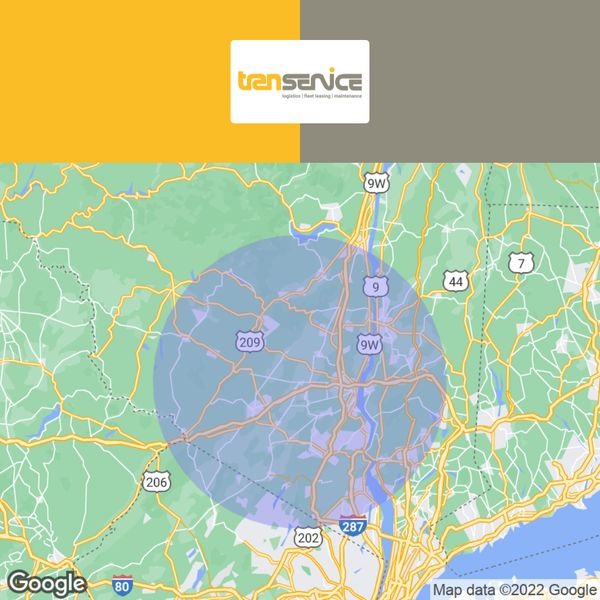 transervice
logistics | fleet leasing | maintenance
9W
7
9
44
209
9W
206
287
202
80
Google
Map data ©2022 Google